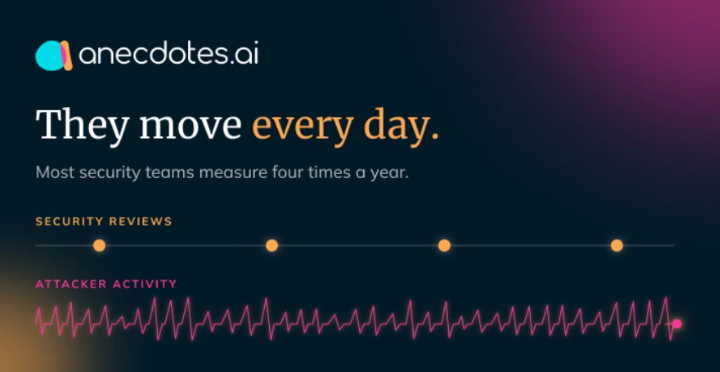 anecdotes.ai
They move every day.
Most security teams measure four times a year.
SECURITY REVIEWS
ATTACKER ACTIVITY